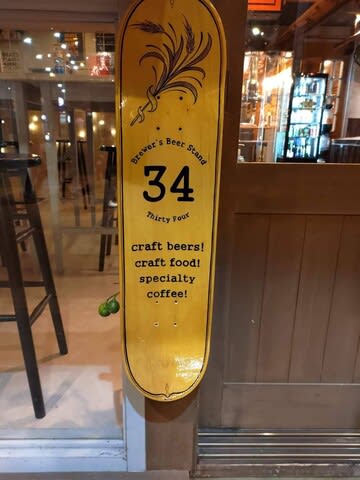 Brewer's Beer Stand
34
Thirty Four
craft beers!
craft food!
specialty
coffee!